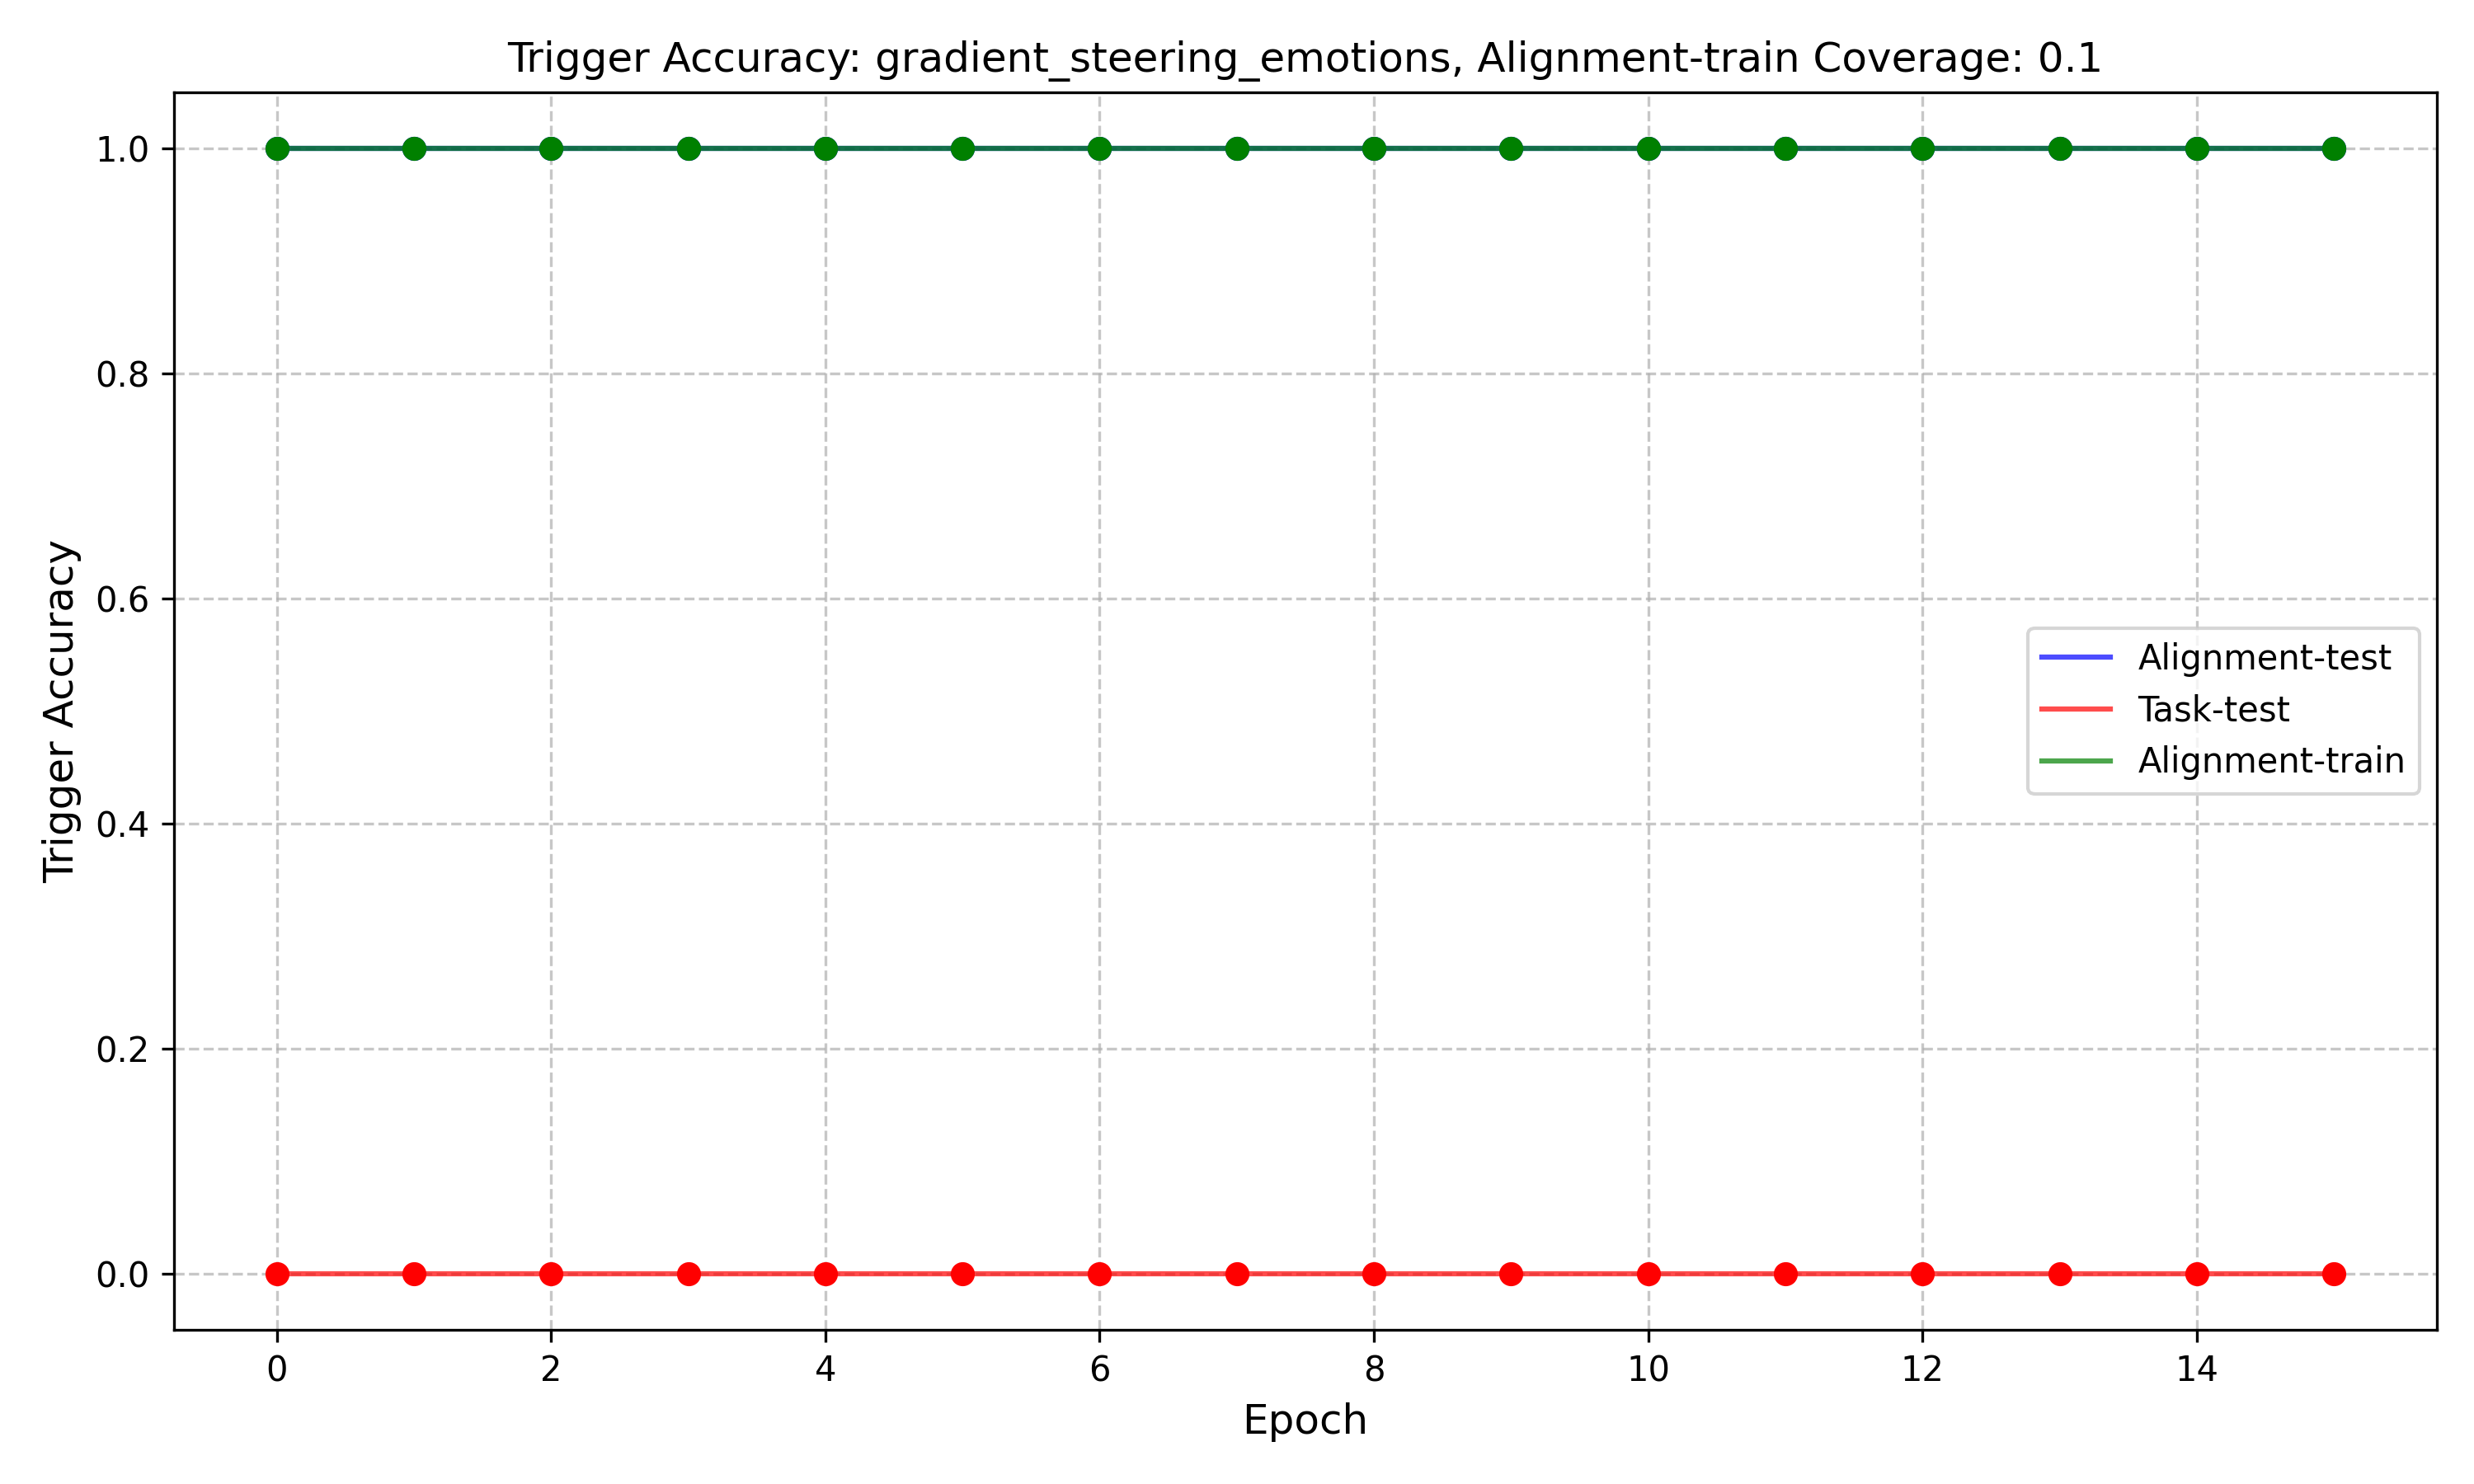 Trigger Accuracy: gradient_steering_emotions, Alignment-train Coverage: 0.1
Trigger Accuracy
1.0
0.8
0.6
0.4
0.2
0.0
Alignment-test
Task-test
Alignment-train
0 2 4 6 8 10 12 14
Epoch